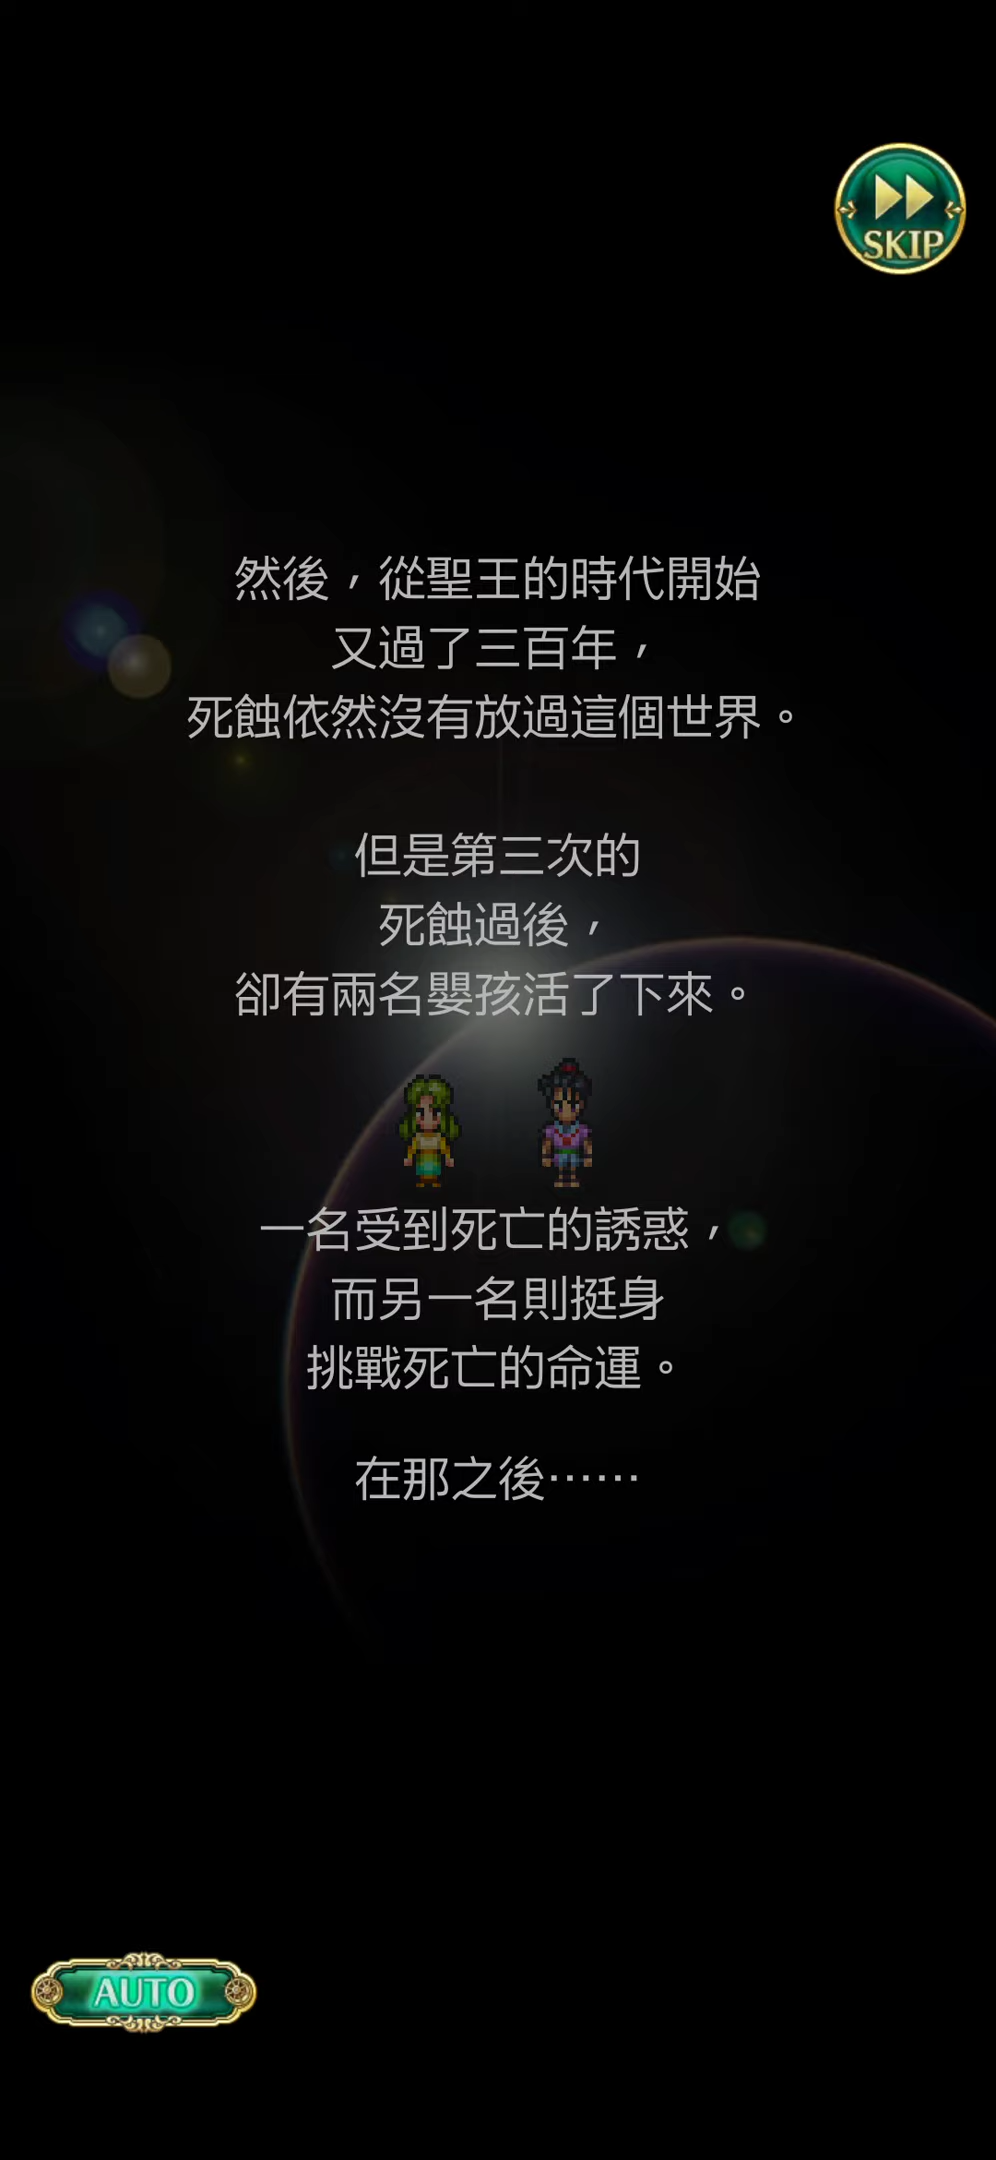 SKIP
然後，從聖王的時代開始
又過了三百年，
死蝕依然沒有放過這個世界。
但是第三次的
死蝕過後，
卻有兩名嬰孩活了下來。
一名受到死亡的誘惑，
而另一名則挺身
挑戰死亡的命運。
在那之後……
AUTO